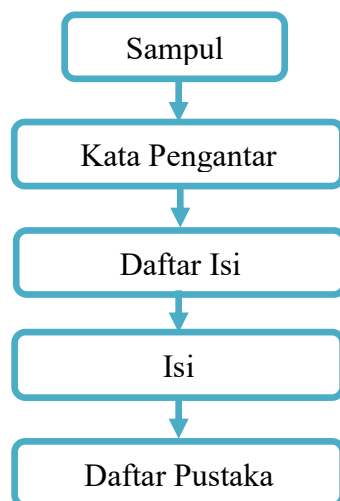 Sampul
Kata Pengantar
Daftar Isi
Isi
Daftar Pustaka